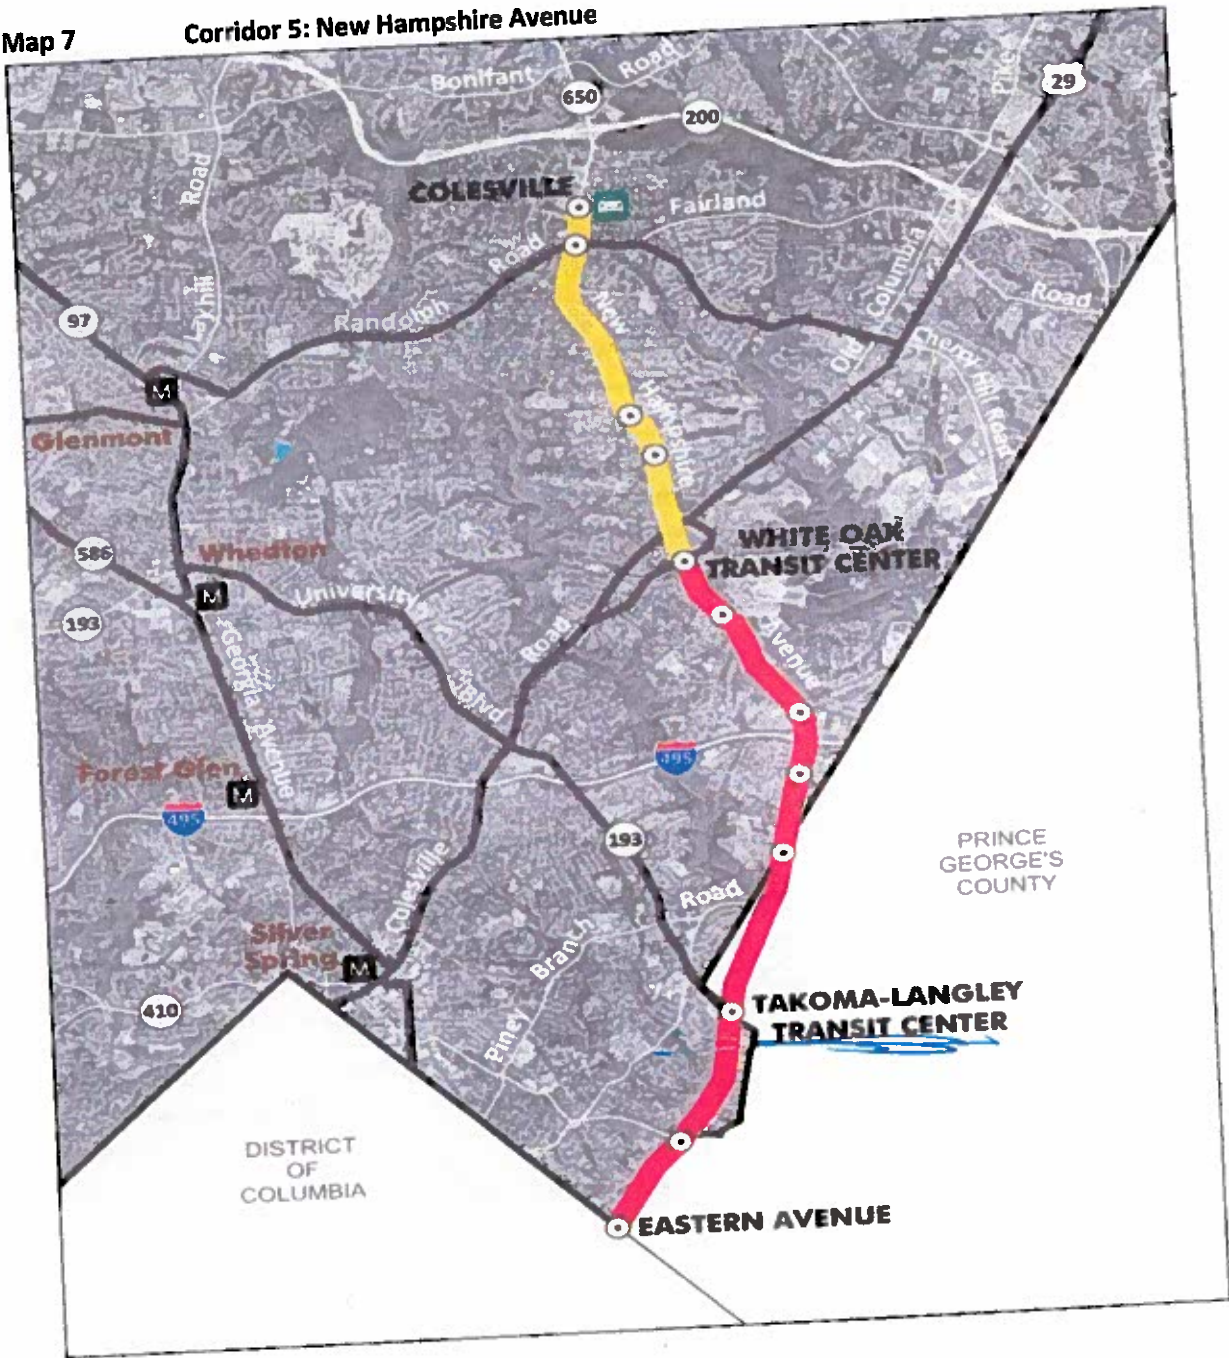 Map 7
Corridor 5: New Hampshire Avenue
Bonifant
Road
650
200
Pike
29
COLESVILLE
Fairland
Road
Layhill
Road
Randolph
97
M
Glenmont
New
Hampshire
Avenue
Old
Columbia
Road
Cherry Hill Road
WHITE OAK
TRANSIT CENTER
586
Wheaton
M
193
University
Blvd
Georgia Avenue
Road
Colesville
Forest Glen
M
495
495
193
Road
Branch
Piney
PRINCE
GEORGE'S
COUNTY
Silver
Spring
M
410
TAKOMA-LANGLEY
TRANSIT CENTER
DISTRICT
OF
COLUMBIA
EASTERN AVENUE